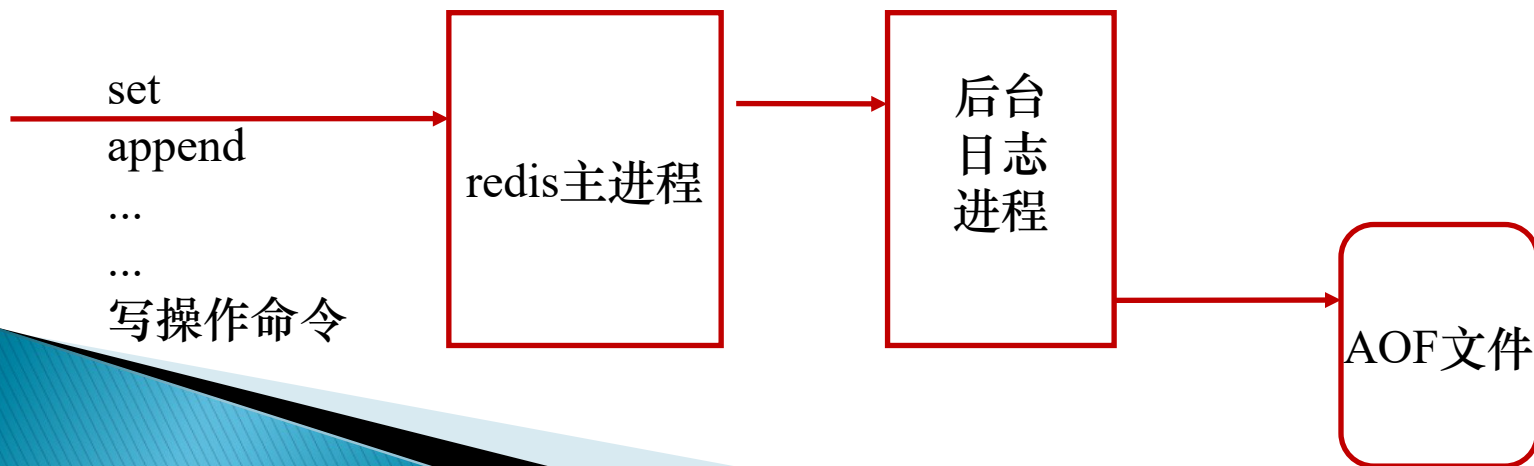 set
append
...
...
写操作命令
redis主进程
后台
日志
进程
AOF文件